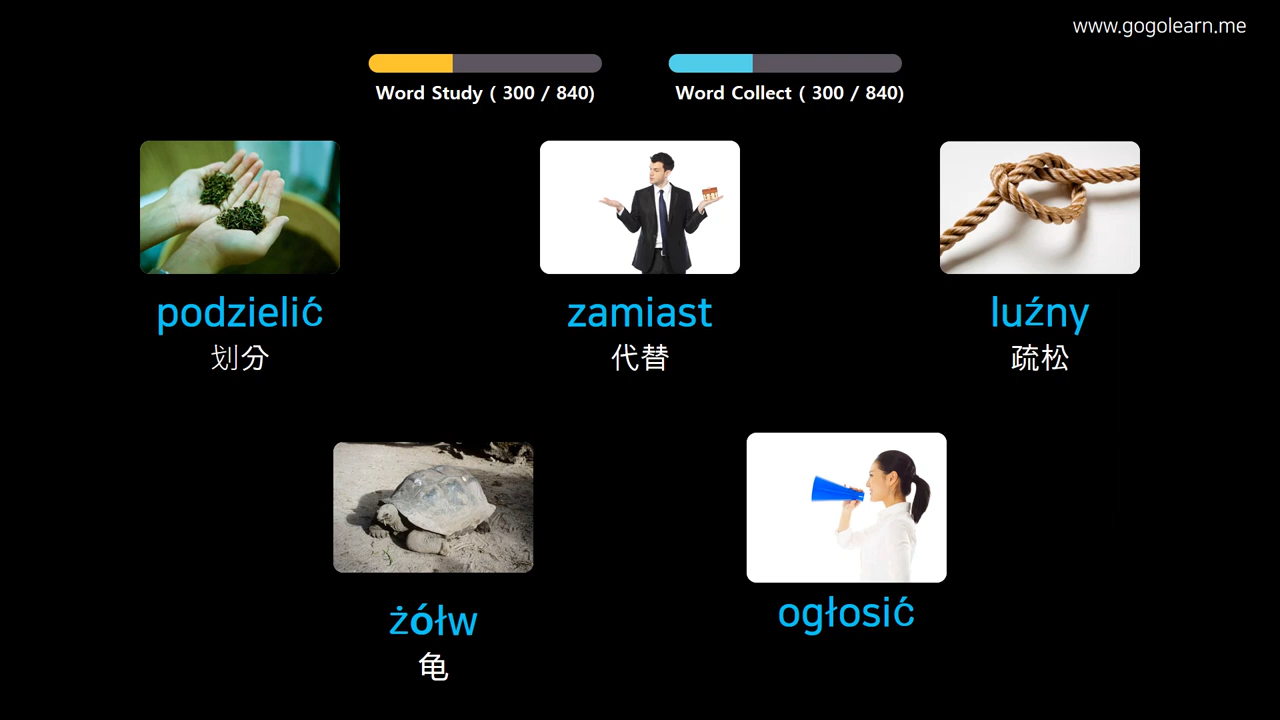 www.gogolearn.me
Word Study ( 300 / 840)
Word Collect ( 300 / 840)
podzielić
划分
zamiast
代替
luźny
疏松
żółw
龟
ogłosić